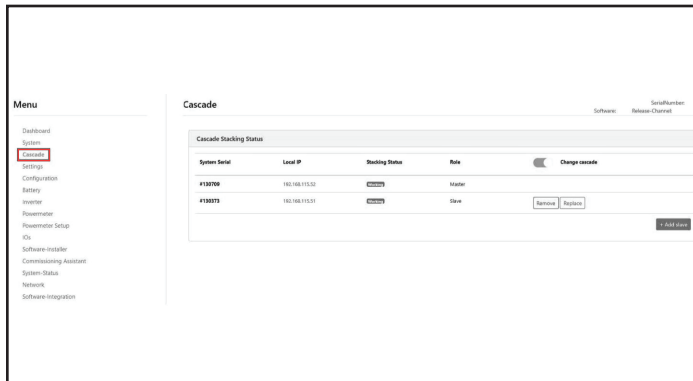 Menu
Dashboard
System
Cascade
Settings
Configuration
Battery
Inverter
Powermeter
Powermeter Setup
IOs
Software-Installer
Commissioning Assistant
System-Status
Network
Software-Integration
Cascade
SerialNumber:
Software: Release-Channel
Cascade Stacking Status
System Serial Local IP Stacking Status Role Change cascade
#130709 192.168.115.52 Working Master
#130373 192.168.115.51 Working Slave Remove Replace
+ Add slave